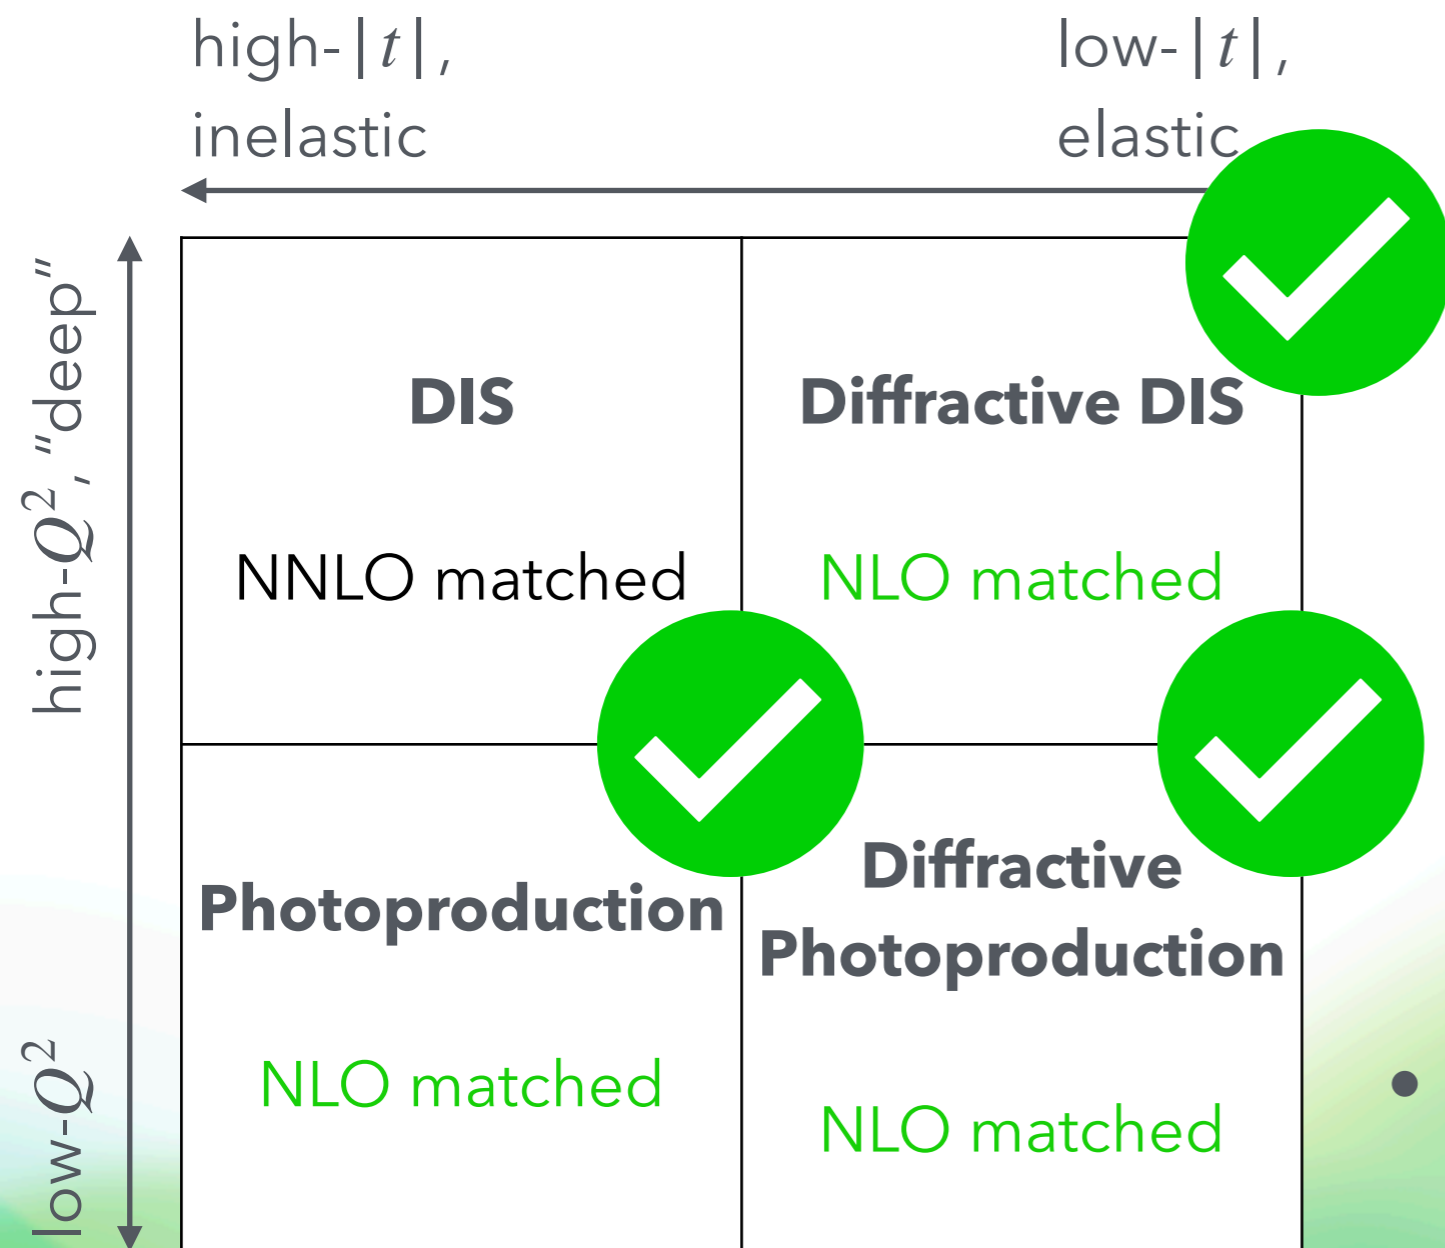 high-|t|,
inelastic
low-|t|,
elastic
high-Q², "deep"
low-Q²
DIS
NNLO matched
Diffractive DIS
NLO matched
Photoproduction
NLO matched
Diffractive
Photoproduction
NLO matched